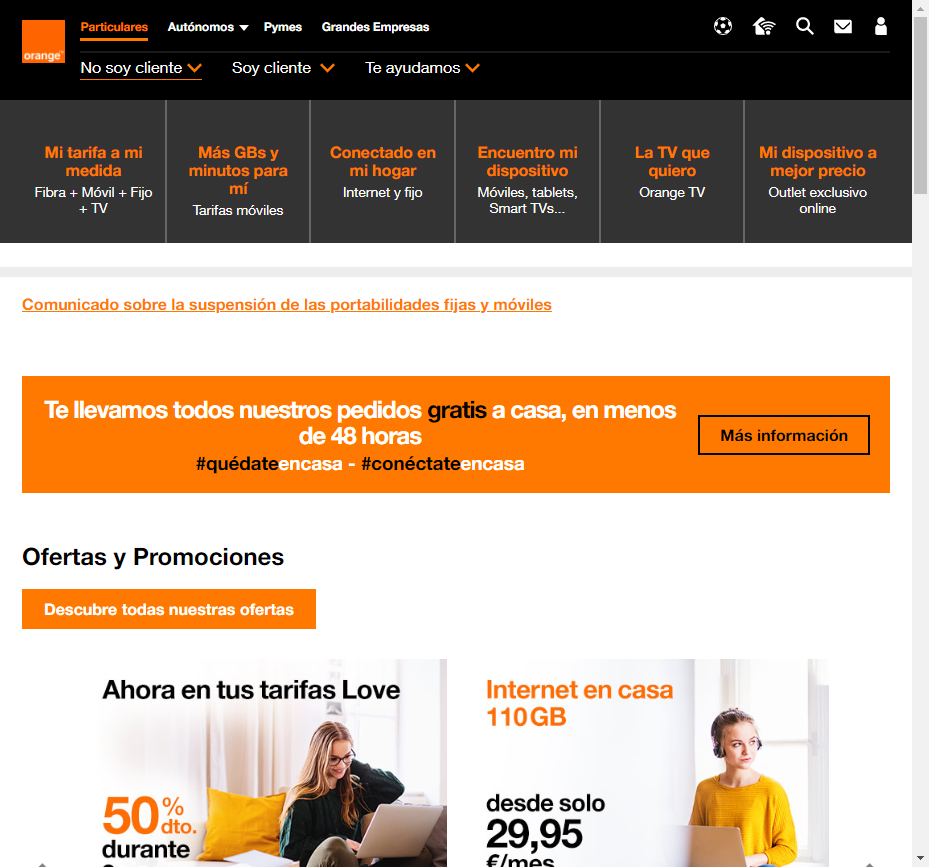 Particulares Autónomos Pymes Grandes Empresas
orange™
No soy cliente Soy cliente Te ayudamos
Mi tarifa a mi
medida
Fibra + Móvil + Fijo
+ TV
Más GBs y
minutos para
mí
Tarifas móviles
Conectado en
mi hogar
Internet y fijo
Encuentro mi
dispositivo
Móviles, tablets,
Smart TVs...
La TV que
quiero
Orange TV
Mi dispositivo a
mejor precio
Outlet exclusivo
online
Comunicado sobre la suspensión de las portabilidades fijas y móviles
Te llevamos todos nuestros pedidos gratis a casa, en menos
de 48 horas
#quédateencasa - #conéctateencasa
Más información
Ofertas y Promociones
Descubre todas nuestras ofertas
Ahora en tus tarifas Love
50% dto.
durante
Internet en casa
110GB
desde solo
29,95
€/mes